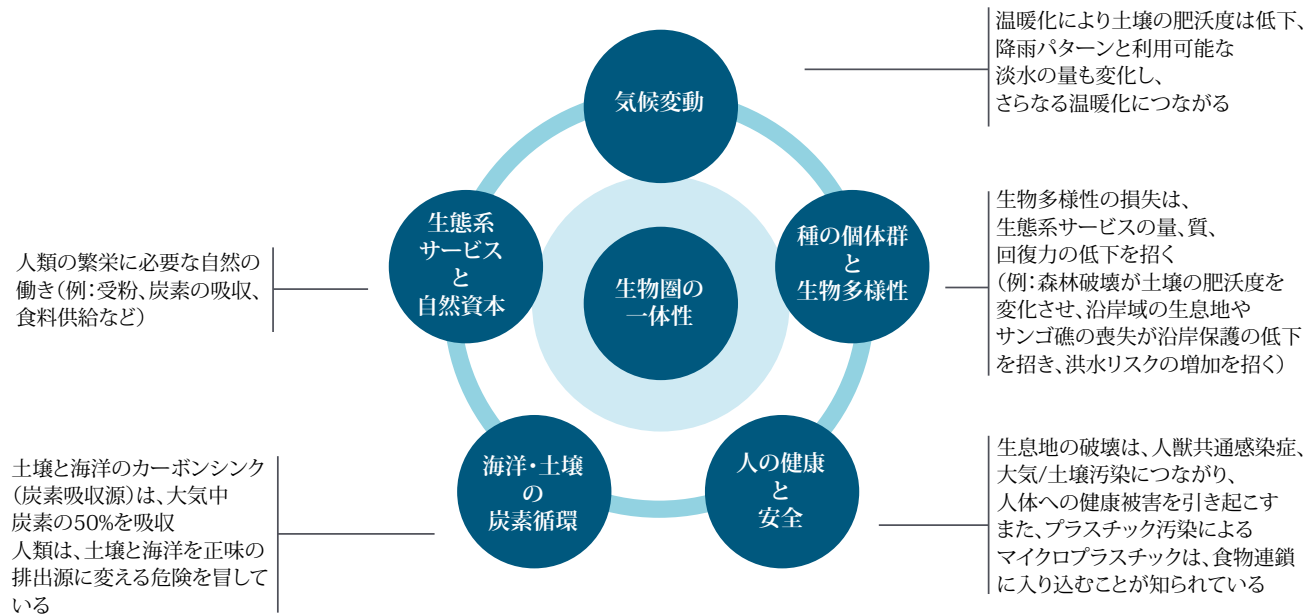 気候変動
温暖化により土壌の肥沃度は低下、
降雨パターンと利用可能な
淡水の量も変化し、
さらなる温暖化につながる
種の個体群
と
生物多様性
生物多様性の損失は、
生態系サービスの量、質、
回復力の低下を招く
(例：森林破壊が土壌の肥沃度を
変化させ、沿岸域の生息地や
サンゴ礁の喪失が沿岸保護の低下
を招き、洪水リスクの増加を招く)
人の健康
と
安全
生息地の破壊は、人獣共通感染症、
大気/土壌汚染につながり、
人体への健康被害を引き起こす
また、プラスチック汚染による
マイクロプラスチックは、食物連鎖
に入り込むことが知られている
海洋・土壌
の
炭素循環
土壌と海洋のカーボンシンク
(炭素吸収源)は、大気中
炭素の50%を吸収
人類は、土壌と海洋を正味の
排出源に変える危険を冒して
いる
生態系
サービス
と
自然資本
人類の繁栄に必要な自然の
働き(例：受粉、炭素の吸収、
食料供給など)
生物圏の
一体性